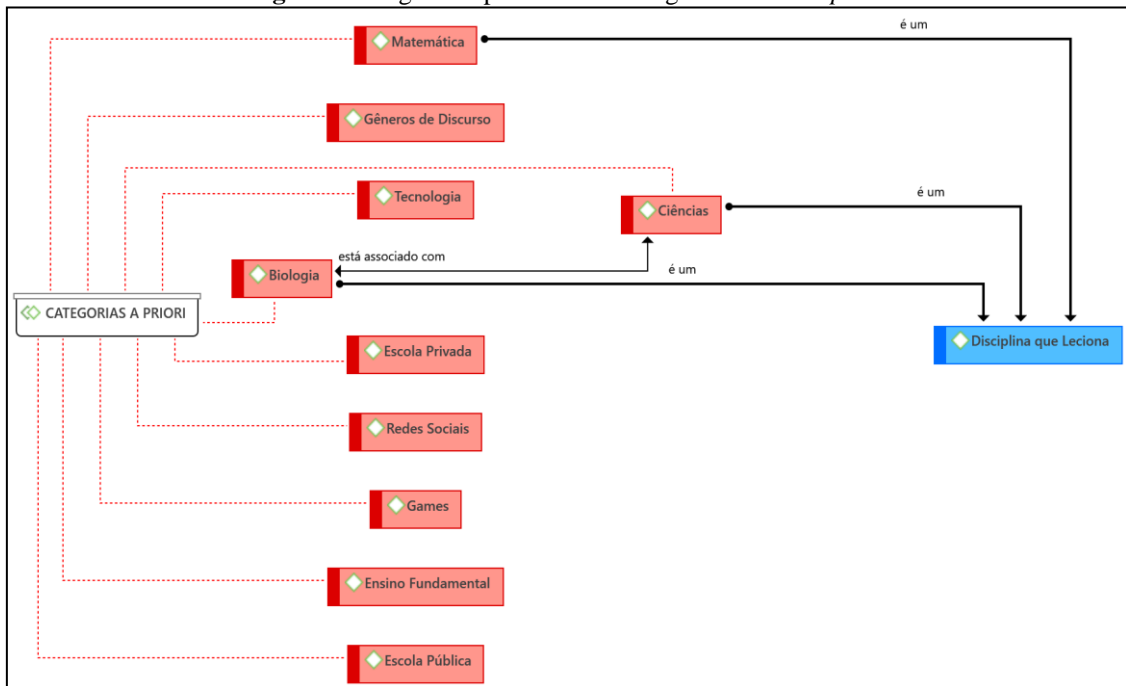 é um
Matemática
Gêneros de Discurso
Tecnologia
é um
Ciências
está associado com
é um
Biologia
CATEGORIAS A PRIORI
Disciplina que Leciona
Escola Privada
Redes Sociais
Games
Ensino Fundamental
Escola Pública